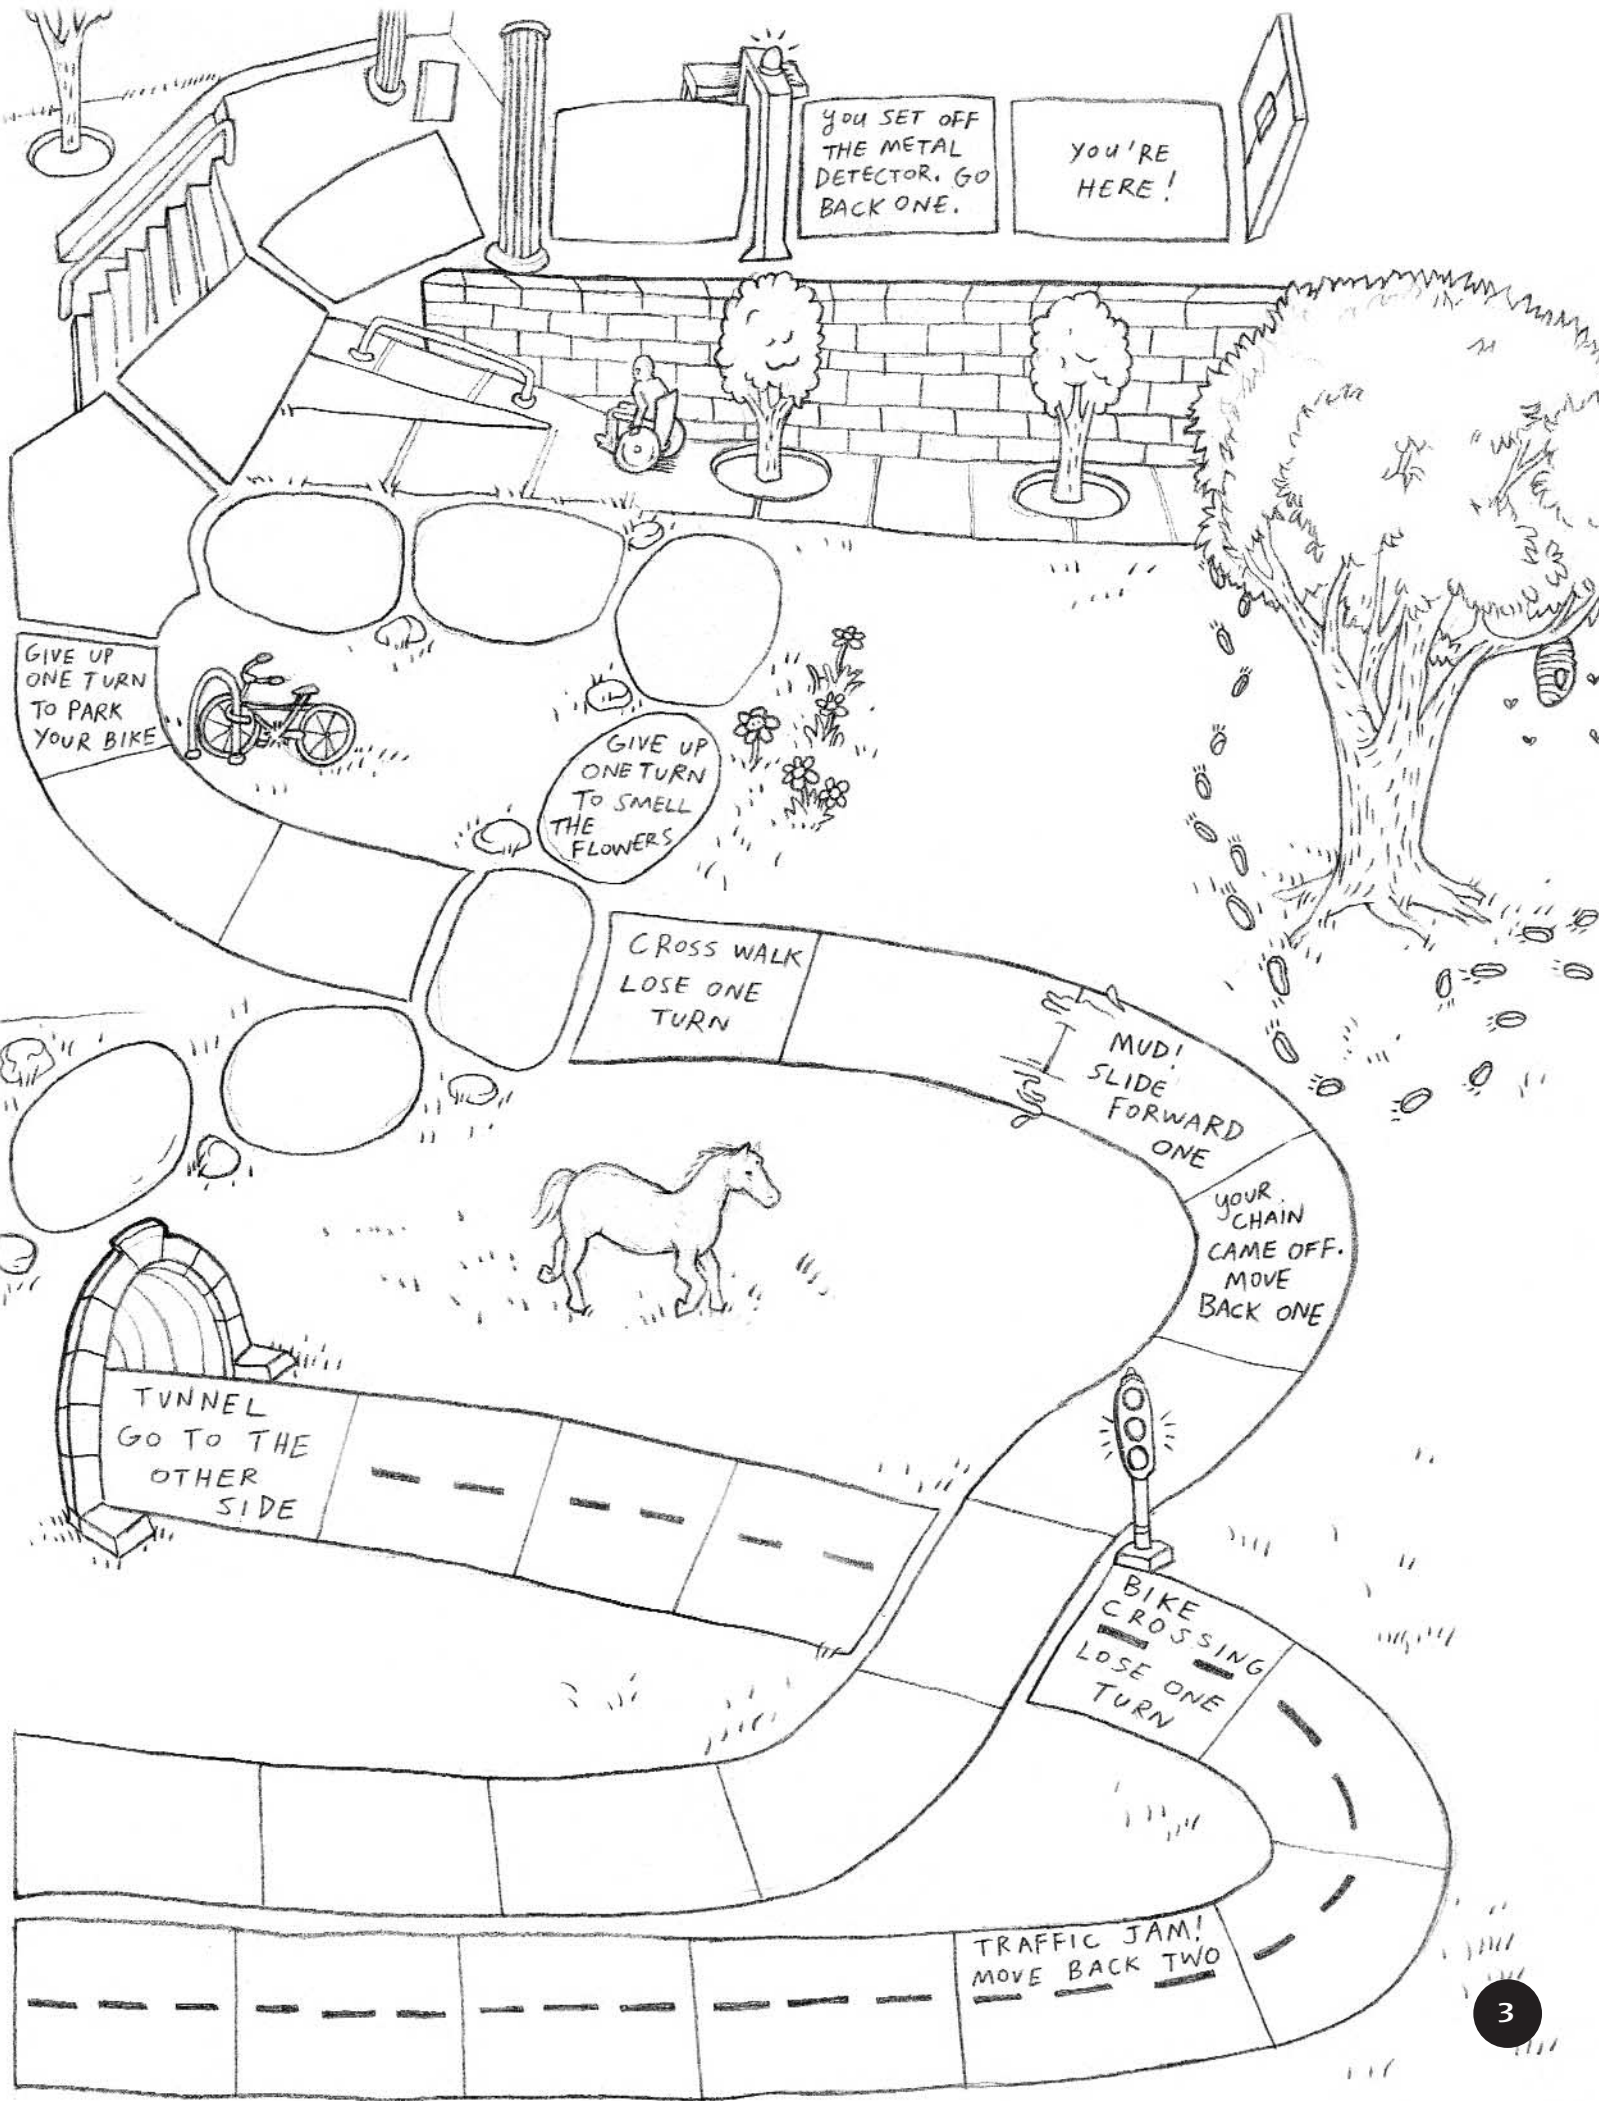 YOU SET OFF
THE METAL
DETECTOR. GO
BACK ONE.
YOU'RE
HERE!
GIVE UP
ONE TURN
TO PARK
YOUR BIKE
GIVE UP
ONE TURN
TO SMELL
THE
FLOWERS
CROSS WALK
LOSE ONE
TURN
MUD!
SLIDE
FORWARD
ONE
YOUR
CHAIN
CAME OFF.
MOVE
BACK ONE
TUNNEL
GO TO THE
OTHER
SIDE
BIKE
CROSSING
LOSE ONE
TURN
TRAFFIC JAM!
MOVE BACK TWO
3